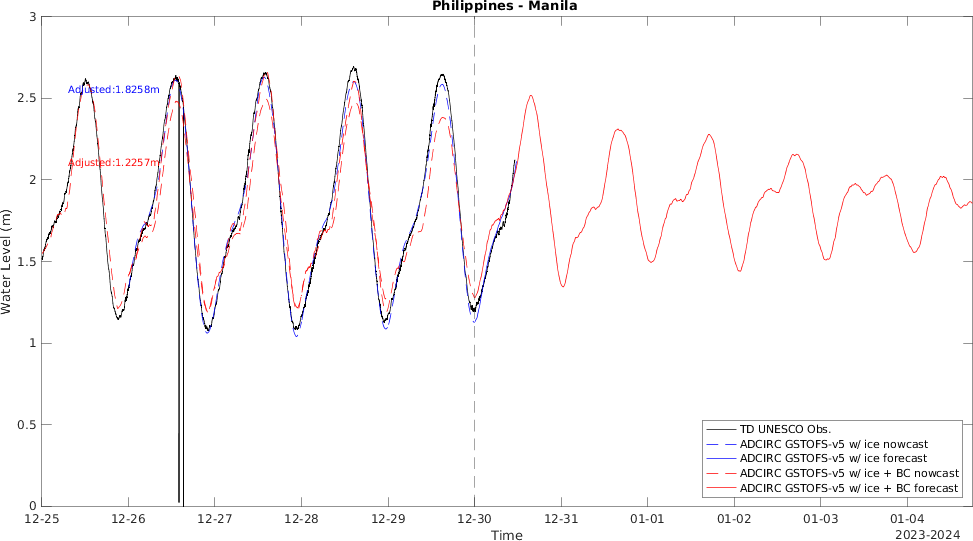 Philippines - Manila
3
2.5
2
1.5
1
0.5
0
Water Level (m)
Adjusted:1.8258m
Adjusted:1.2257m
TD UNESCO Obs.
ADCIRC GSTOFS-v5 w/ ice nowcast
ADCIRC GSTOFS-v5 w/ ice forecast
ADCIRC GSTOFS-v5 w/ ice + BC nowcast
ADCIRC GSTOFS-v5 w/ ice + BC forecast
12-25 12-26 12-27 12-28 12-29 12-30 12-31 01-01 01-02 01-03 01-04
Time
2023-2024